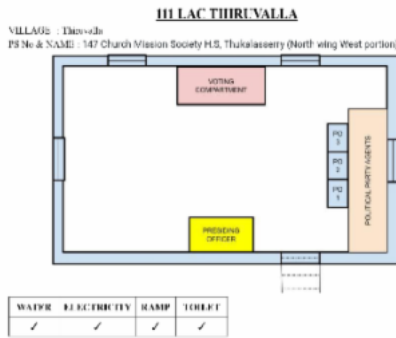 111 LAC THIRUVALLA
VILLAGE : Thiruvalla
PS No & NAME : 147 Church Mission Society H.S, Thukalasserry (North wing West portion)
VOTING
COMPARTMENT
PO 3
PO 2
PO 1
POLITICAL PARTY AGENTS
PRESIDING
OFFICER
WATER ELECTRICITY RAMP TOILET
✓ ✓ ✓ ✓